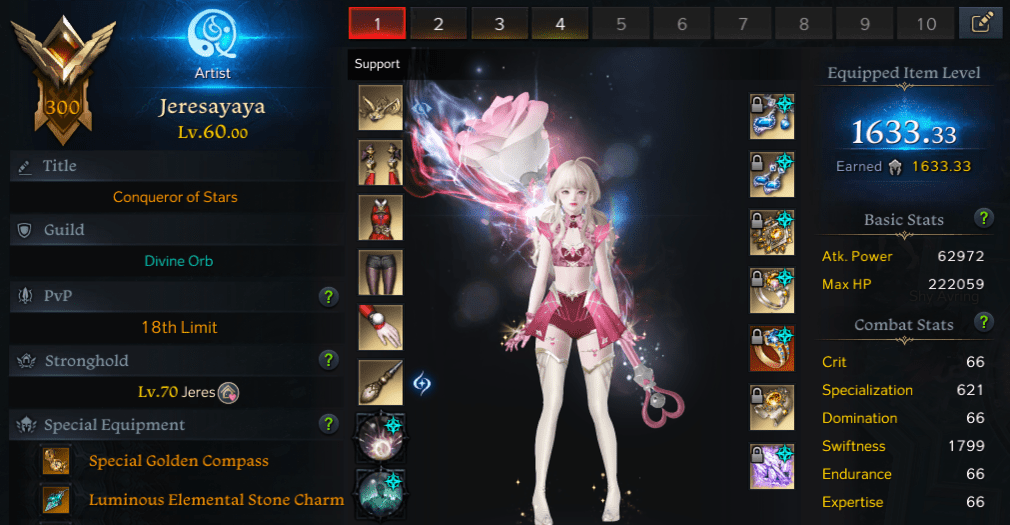 300
Artist
Jeresayaya
Lv.60.00
Title
Conqueror of Stars
Guild
Divine Orb
PvP
?
18th Limit
Stronghold
?
Lv.70 Jeres
Special Equipment
?
Special Golden Compass
Luminous Elemental Stone Charm
1 2 3 4 5 6 7 8 9 10
Support
Equipped Item Level
1633.33
Earned 1633.33
Basic Stats
?
Atk. Power 62972
Max HP 222059
Combat Stats
?
Crit 66
Specialization 621
Domination 66
Swiftness 1799
Endurance 66
Expertise 66